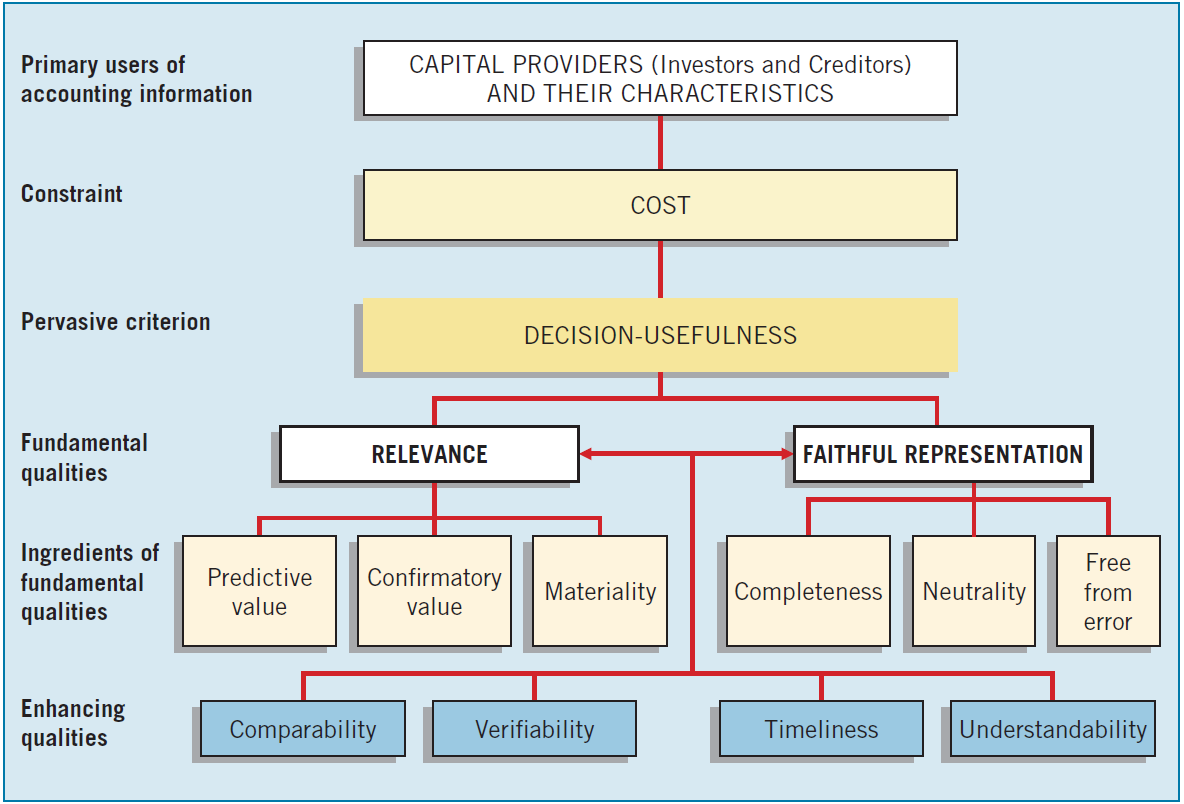 Primary users of
accounting information
CAPITAL PROVIDERS (Investors and Creditors)
AND THEIR CHARACTERISTICS
Constraint
COST
Pervasive criterion
DECISION-USEFULNESS
Fundamental
qualities
RELEVANCE
FAITHFUL REPRESENTATION
Ingredients of
fundamental
qualities
Predictive
value
Confirmatory
value
Materiality
Completeness
Neutrality
Free
from
error
Enhancing
qualities
Comparability
Verifiability
Timeliness
Understandability